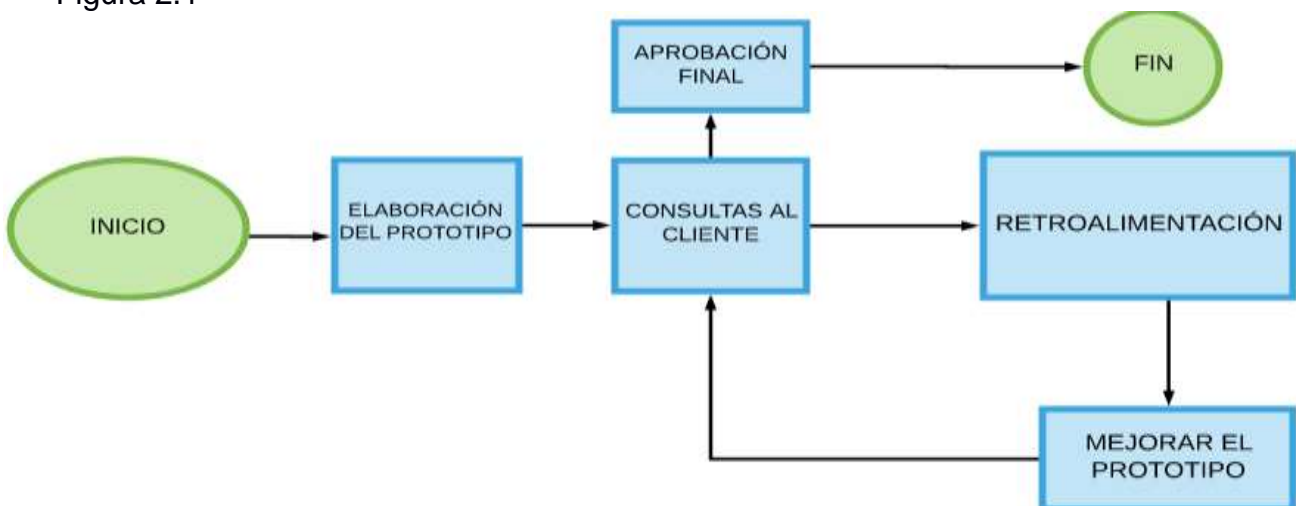 APROBACIÓN
FINAL
FIN
INICIO
ELABORACIÓN
DEL PROTOTIPO
CONSULTAS AL
CLIENTE
RETROALIMENTACIÓN
MEJORAR EL
PROTOTIPO